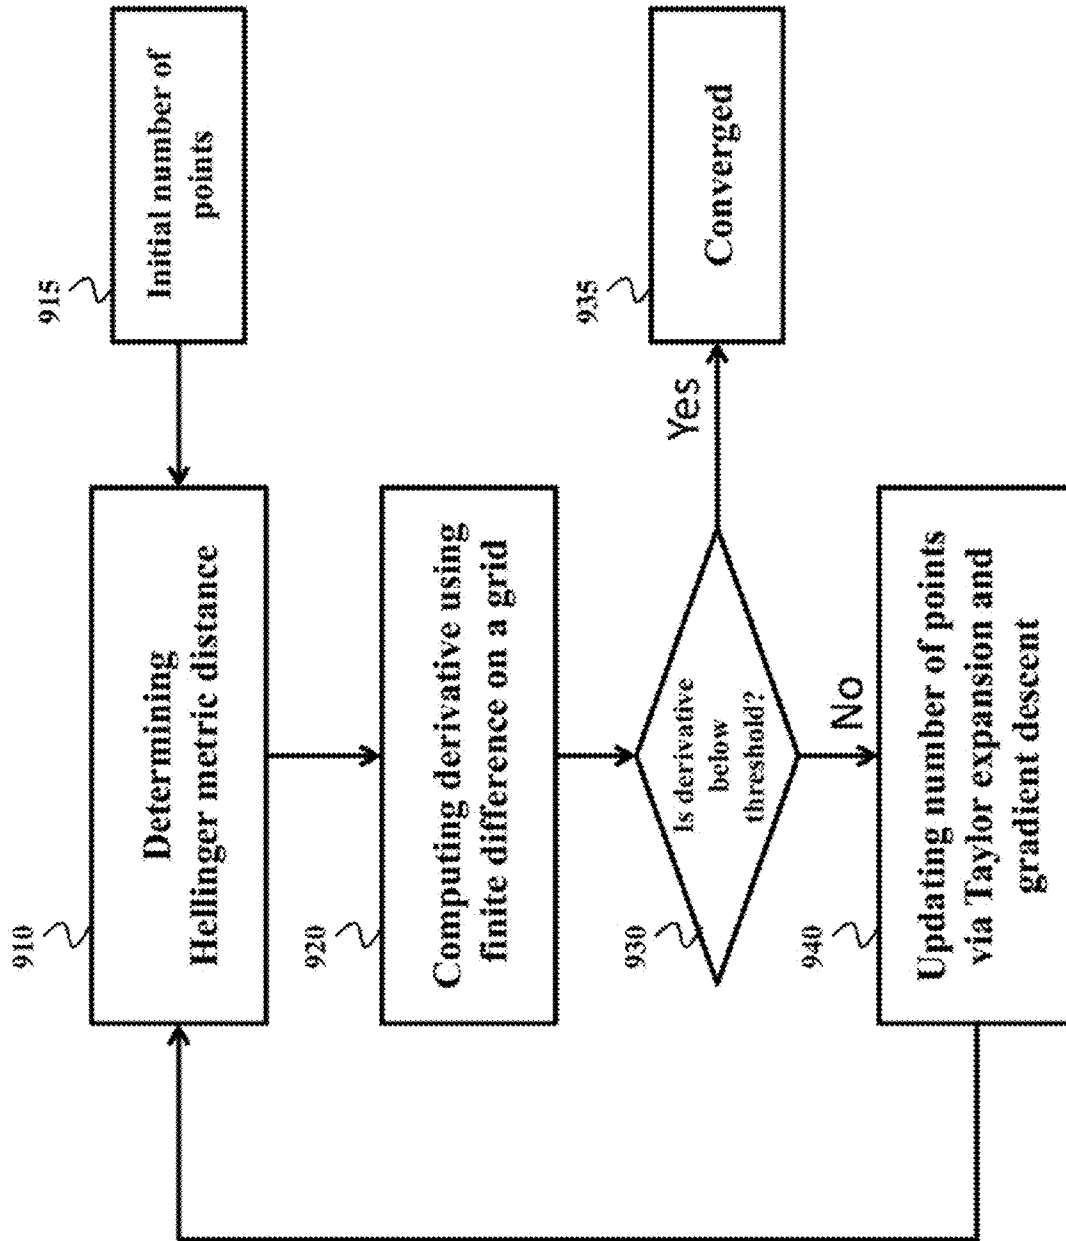 915
Initial number of
points
910
Determining
Hellinger metric distance
920
Computing derivative using
finite difference on a grid
930
Is derivative
below
threshold?
Yes
935
Converged
No
940
Updating number of points
via Taylor expansion and
gradient descent